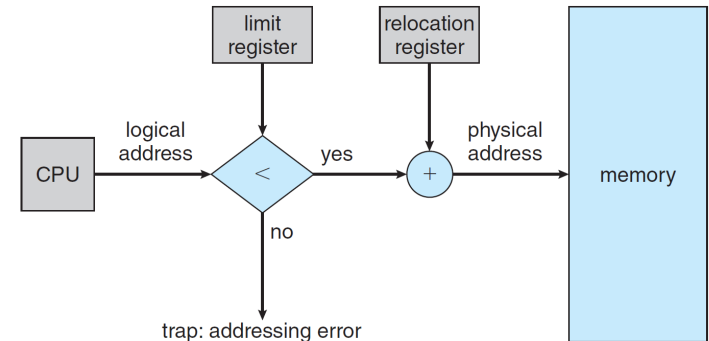 limit
register
relocation
register
logical
address
physical
address
CPU
<
yes
+
memory
no
trap: addressing error